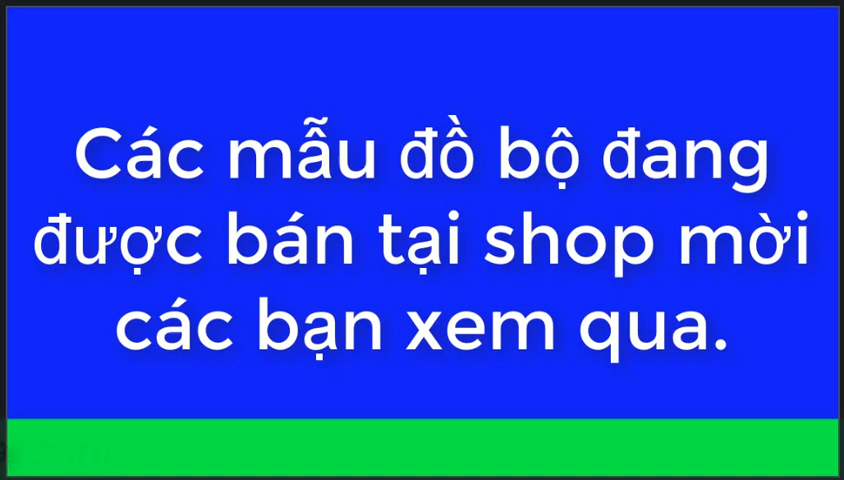 Các mẫu đồ bộ đang
được bán tại shop mời
các bạn xem qua.